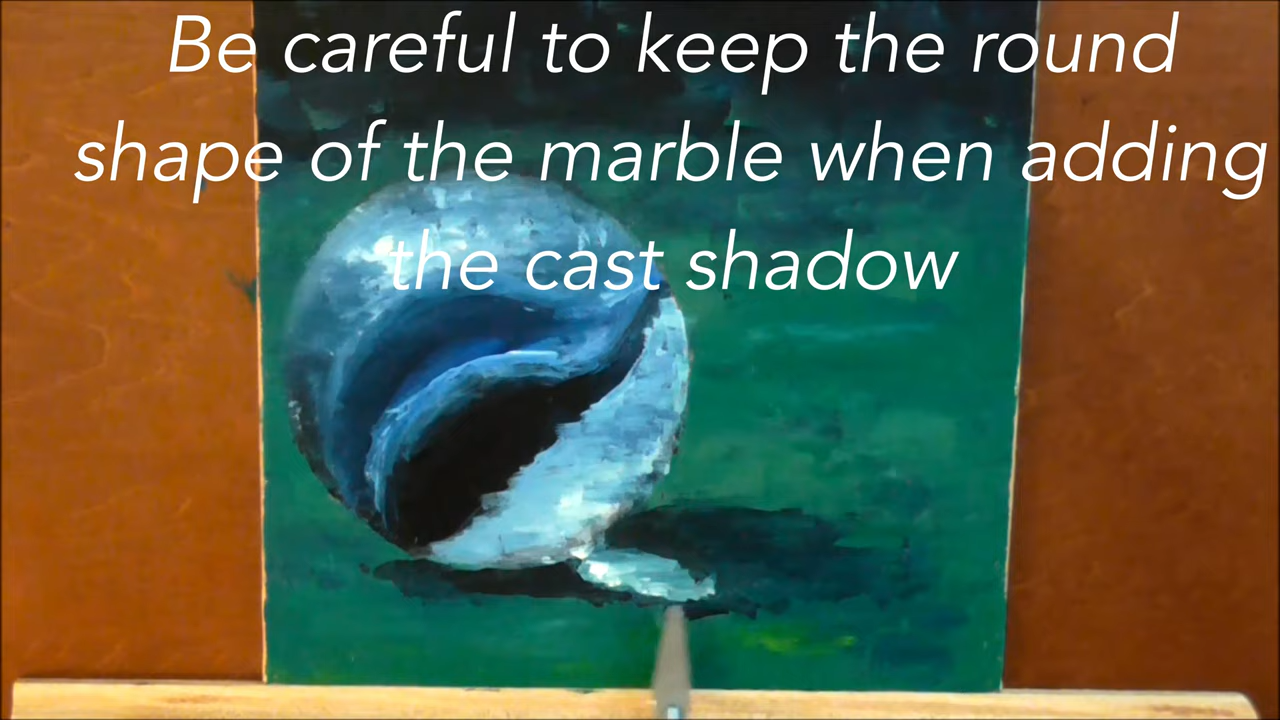 Be careful to keep the round
shape of the marble when adding
the cast shadow